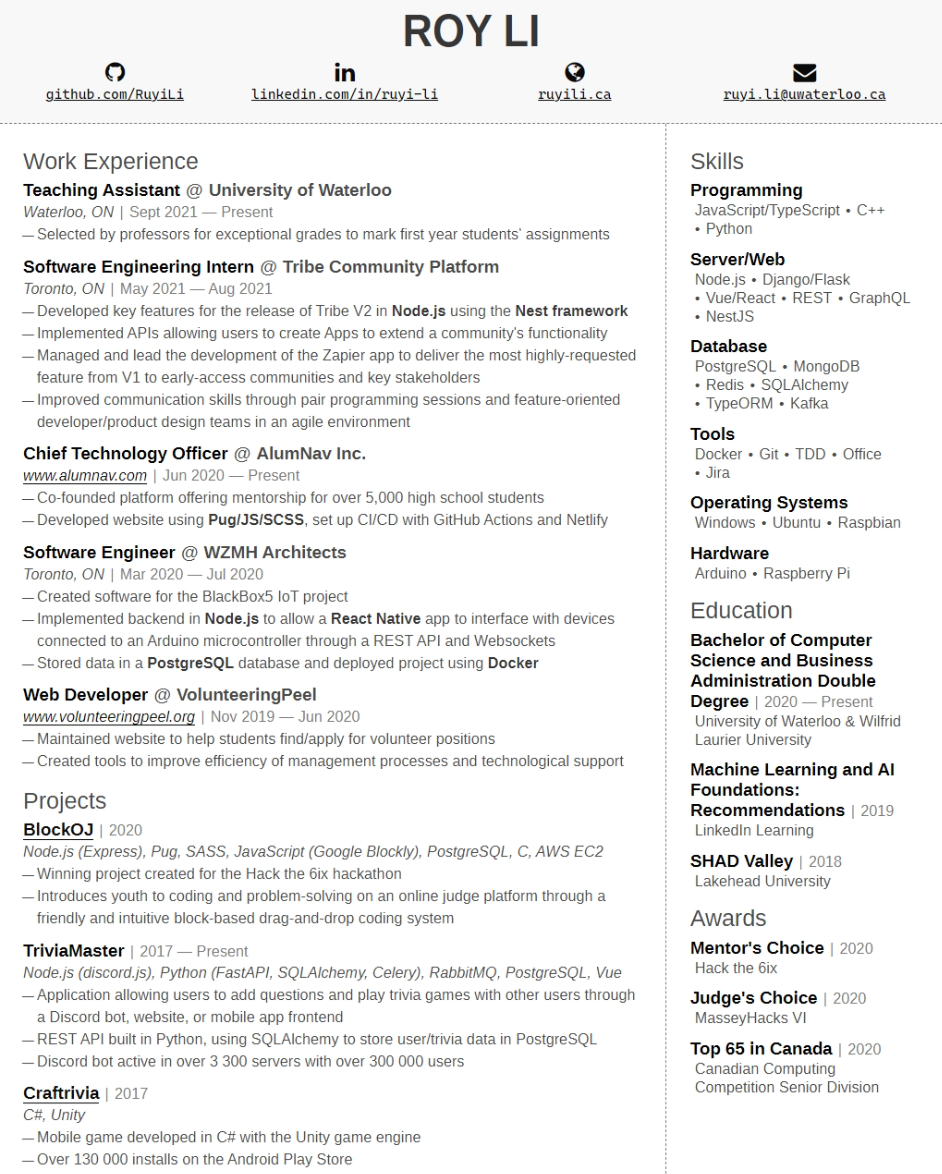 ROY LI
github.com/RuyiLi
linkedin.com/in/ruyi-li
ruyili.ca
ruyi.li@uwaterloo.ca
Work Experience
Teaching Assistant @ University of Waterloo
Waterloo, ON | Sept 2021 — Present
— Selected by professors for exceptional grades to mark first year students' assignments
Software Engineering Intern @ Tribe Community Platform
Toronto, ON | May 2021 — Aug 2021
— Developed key features for the release of Tribe V2 in Node.js using the Nest framework
— Implemented APIs allowing users to create Apps to extend a community's functionality
— Managed and lead the development of the Zapier app to deliver the most highly-requested
feature from V1 to early-access communities and key stakeholders
— Improved communication skills through pair programming sessions and feature-oriented
developer/product design teams in an agile environment
Chief Technology Officer @ AlumNav Inc.
www.alumnav.com | Jun 2020 — Present
— Co-founded platform offering mentorship for over 5,000 high school students
— Developed website using Pug/JS/SCSS, set up CI/CD with GitHub Actions and Netlify
Software Engineer @ WZMH Architects
Toronto, ON | Mar 2020 — Jul 2020
— Created software for the BlackBox5 IoT project
— Implemented backend in Node.js to allow a React Native app to interface with devices
connected to an Arduino microcontroller through a REST API and Websockets
— Stored data in a PostgreSQL database and deployed project using Docker
Web Developer @ VolunteeringPeel
www.volunteeringpeel.org | Nov 2019 — Jun 2020
— Maintained website to help students find/apply for volunteer positions
— Created tools to improve efficiency of management processes and technological support
Projects
BlockOJ | 2020
Node.js (Express), Pug, SASS, JavaScript (Google Blockly), PostgreSQL, C, AWS EC2
— Winning project created for the Hack the 6ix hackathon
— Introduces youth to coding and problem-solving on an online judge platform through a
friendly and intuitive block-based drag-and-drop coding system
TriviaMaster | 2017 — Present
Node.js (discord.js), Python (FastAPI, SQLAlchemy, Celery), RabbitMQ, PostgreSQL, Vue
— Application allowing users to add questions and play trivia games with other users through
a Discord bot, website, or mobile app frontend
— REST API built in Python, using SQLAlchemy to store user/trivia data in PostgreSQL
— Discord bot active in over 3 300 servers with over 300 000 users
Craftrivia | 2017
C#, Unity
— Mobile game developed in C# with the Unity game engine
— Over 130 000 installs on the Android Play Store
Skills
Programming
JavaScript/TypeScript • C++
• Python
Server/Web
Node.js • Django/Flask
• Vue/React • REST • GraphQL
• NestJS
Database
PostgreSQL • MongoDB
• Redis • SQLAlchemy
• TypeORM • Kafka
Tools
Docker • Git • TDD • Office
• Jira
Operating Systems
Windows • Ubuntu • Raspbian
Hardware
Arduino • Raspberry Pi
Education
Bachelor of Computer
Science and Business
Administration Double
Degree | 2020 — Present
University of Waterloo & Wilfrid
Laurier University
Machine Learning and AI
Foundations:
Recommendations | 2019
LinkedIn Learning
SHAD Valley | 2018
Lakehead University
Awards
Mentor's Choice | 2020
Hack the 6ix
Judge's Choice | 2020
MasseyHacks VI
Top 65 in Canada | 2020
Canadian Computing
Competition Senior Division